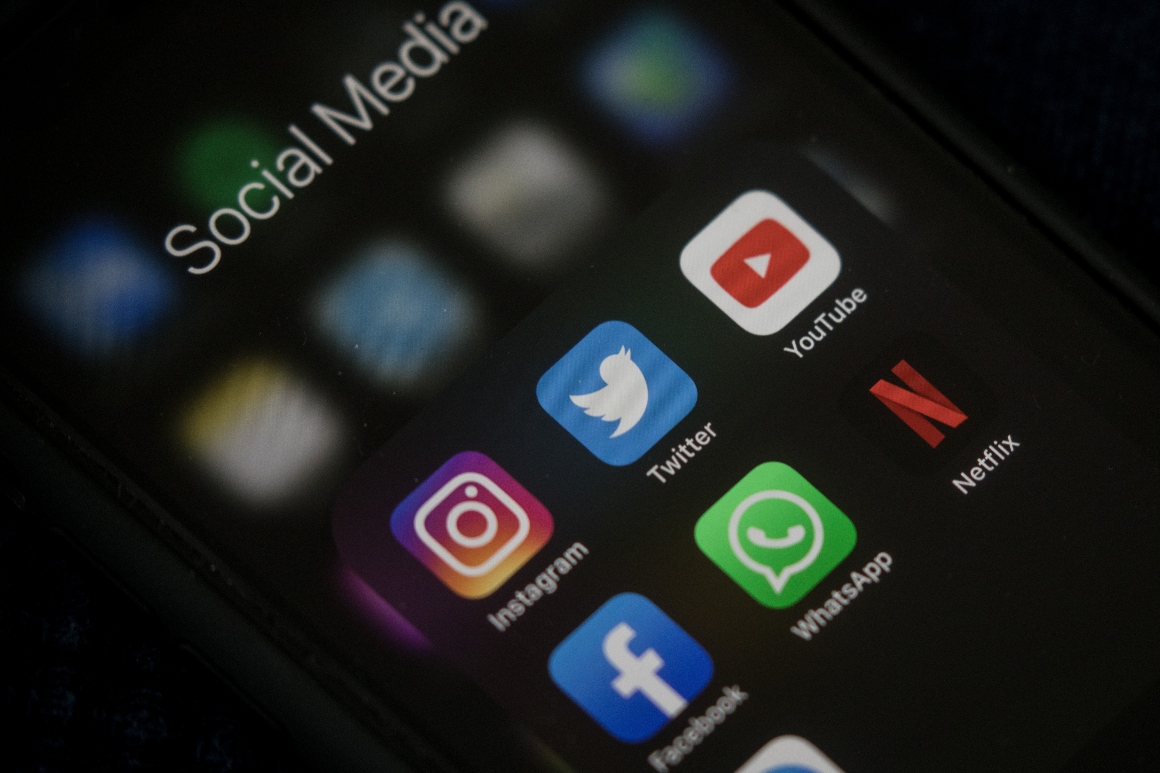 Social Media
Instagram
Twitter
YouTube
Facebook
WhatsApp
Netflix